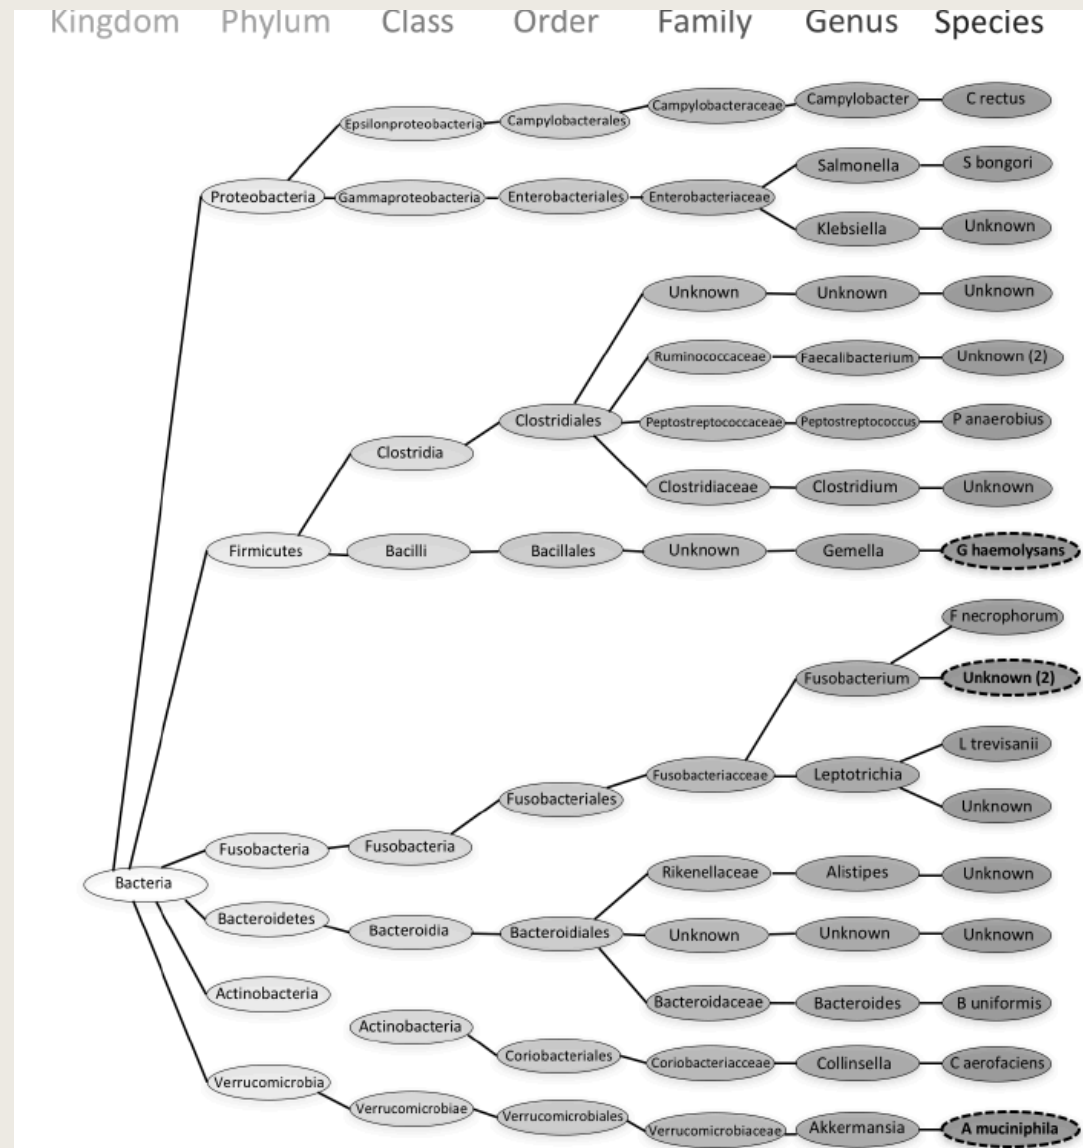 Kingdom Phylum Class Order Family Genus Species
Epsilonproteobacteria Campylobacterales Campylobacteraceae Campylobacter C rectus
Proteobacteria Gammaproteobacteria Enterobacteriales Enterobacteriaceae Salmonella S bongori
Klebsiella Unknown
Unknown Unknown Unknown
Ruminococcaceae Faecalibacterium Unknown (2)
Clostridiales Peptostreptococcaceae Peptostreptococcus P anaerobius
Clostridia
Clostridiaceae Clostridium Unknown
Firmicutes Bacilli Bacillales Unknown Gemella G haemolysans
F necrophorum
Fusobacterium Unknown (2)
L trevisanii
Fusobacteriales Fusobacteriacceae Leptotrichia
Unknown
Fusobacteria Fusobacteria
Bacteria
Rikenellaceae Alistipes Unknown
Bacteroidetes Bacteroidia Bacteroidiales Unknown Unknown Unknown
Actinobacteria
Bacteroidaceae Bacteroides B uniformis
Actinobacteria
Coriobacteriales Coriobacteriacceae Collinsella C aerofaciens
Verrucomicrobia
Verrucomicrobiae Verrucomicrobiales Verrucomicrobiaceae Akkermansia A muciniphila